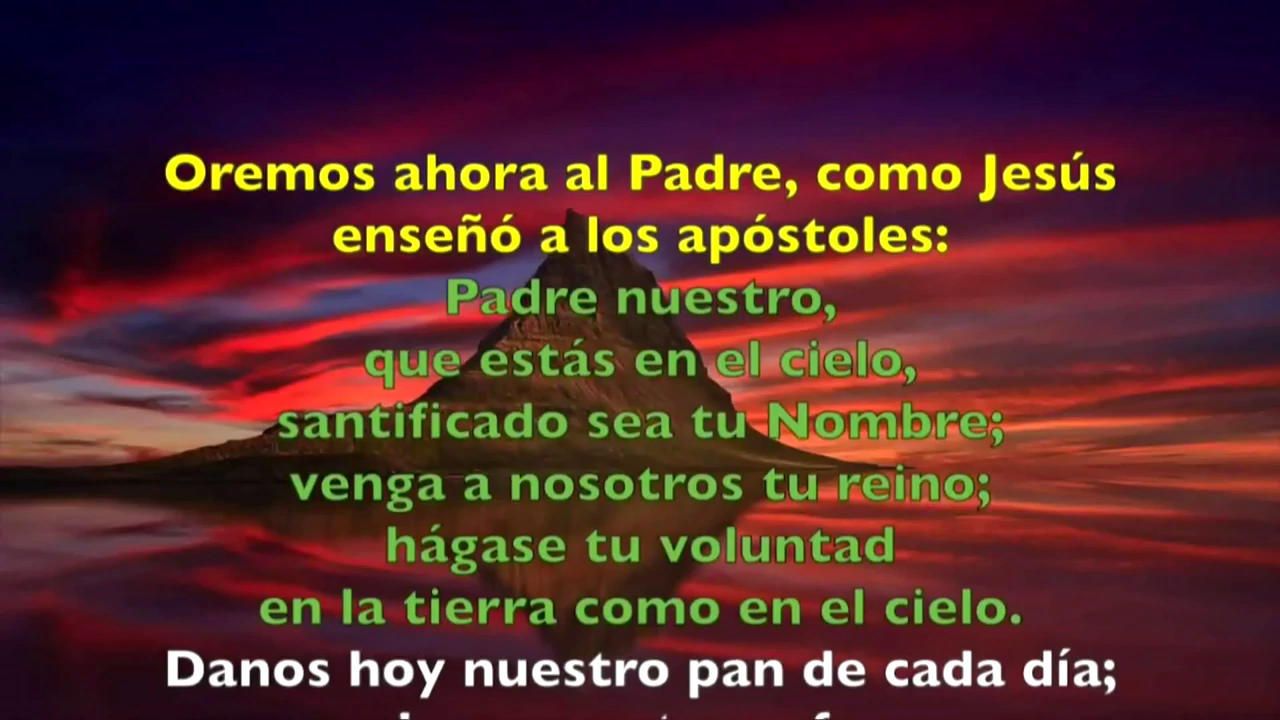 Oremos ahora al Padre, como Jesús
enseñó a los apóstoles:
Padre nuestro,
que estás en el cielo,
santificado sea tu Nombre;
venga a nosotros tu reino;
hágase tu voluntad
en la tierra como en el cielo.
Danos hoy nuestro pan de cada día;